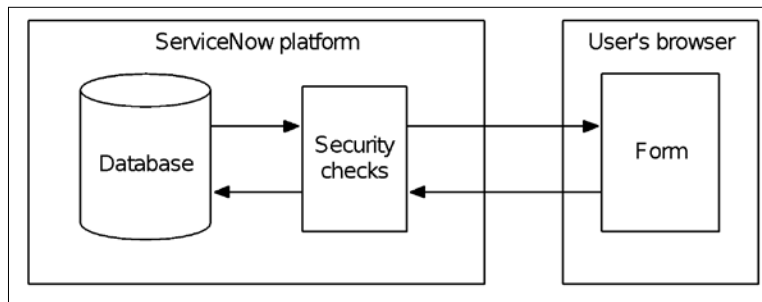 ServiceNow platform
User's browser
Database
Security
checks
Form